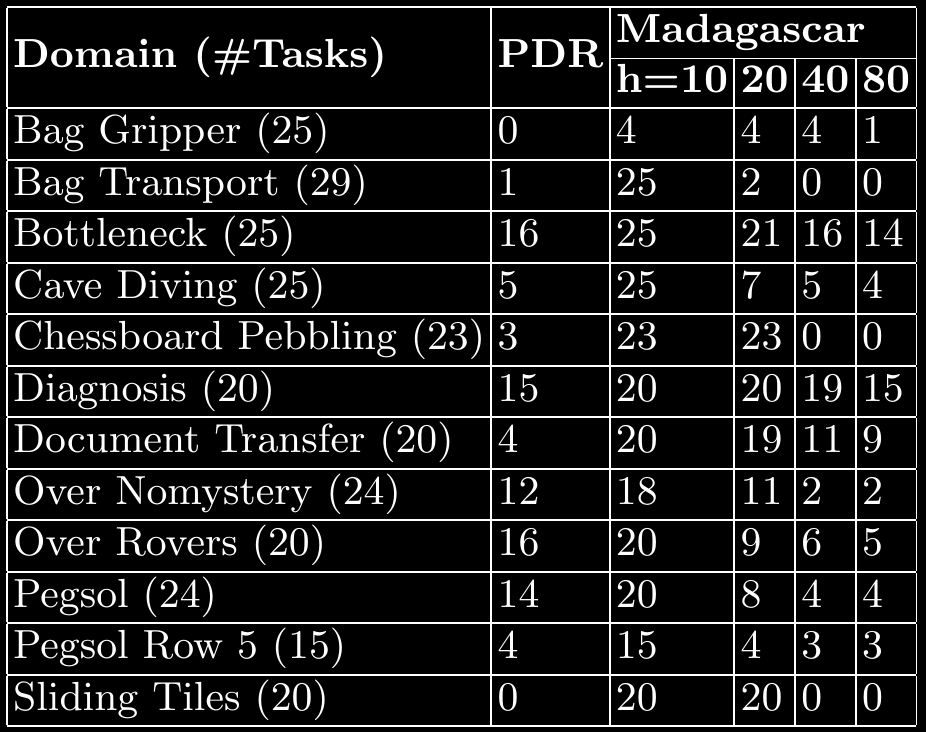 Domain (#Tasks) PDR Madagascar
h=10 20 40 80
Bag Gripper (25) 0 4 4 4 1
Bag Transport (29) 1 25 2 0 0
Bottleneck (25) 16 25 21 16 14
Cave Diving (25) 5 25 7 5 4
Chessboard Pebbling (23) 3 23 23 0 0
Diagnosis (20) 15 20 20 19 15
Document Transfer (20) 4 20 19 11 9
Over Nomystery (24) 12 18 11 2 2
Over Rovers (20) 16 20 9 6 5
Pegsol (24) 14 20 8 4 4
Pegsol Row 5 (15) 4 15 4 3 3
Sliding Tiles (20) 0 20 20 0 0